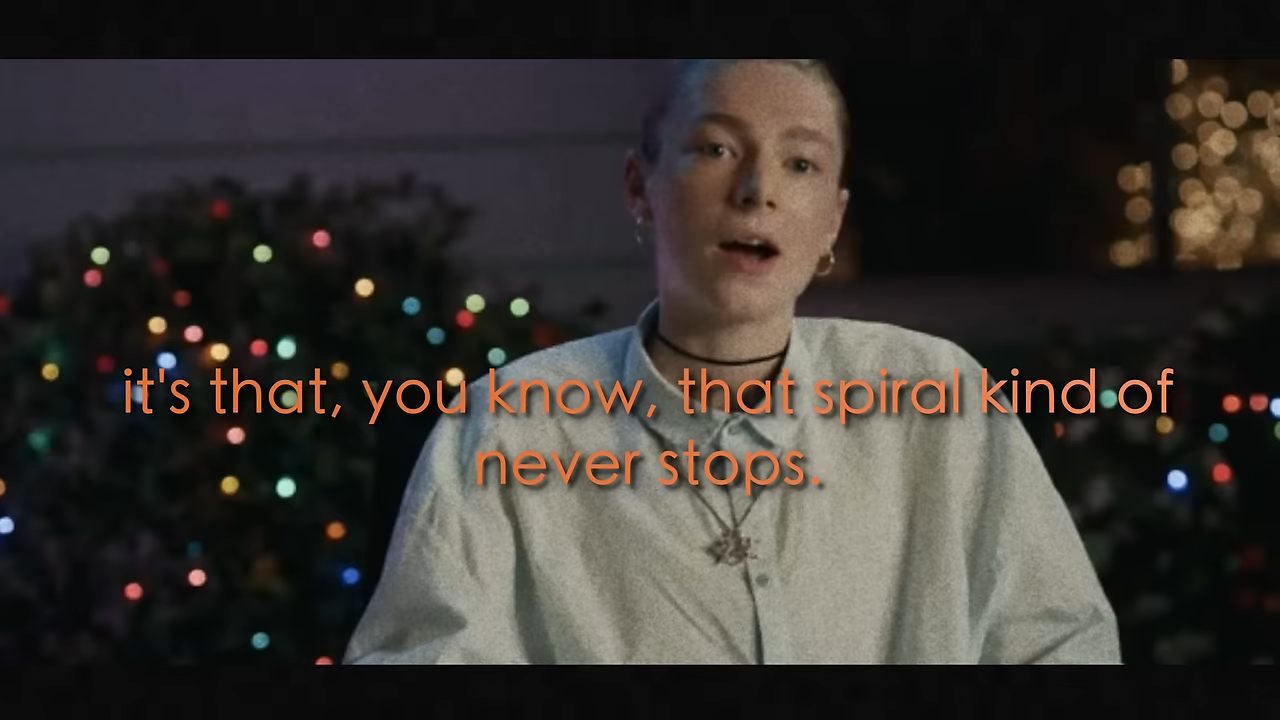 it's that, you know, that spiral kind of
never stops.